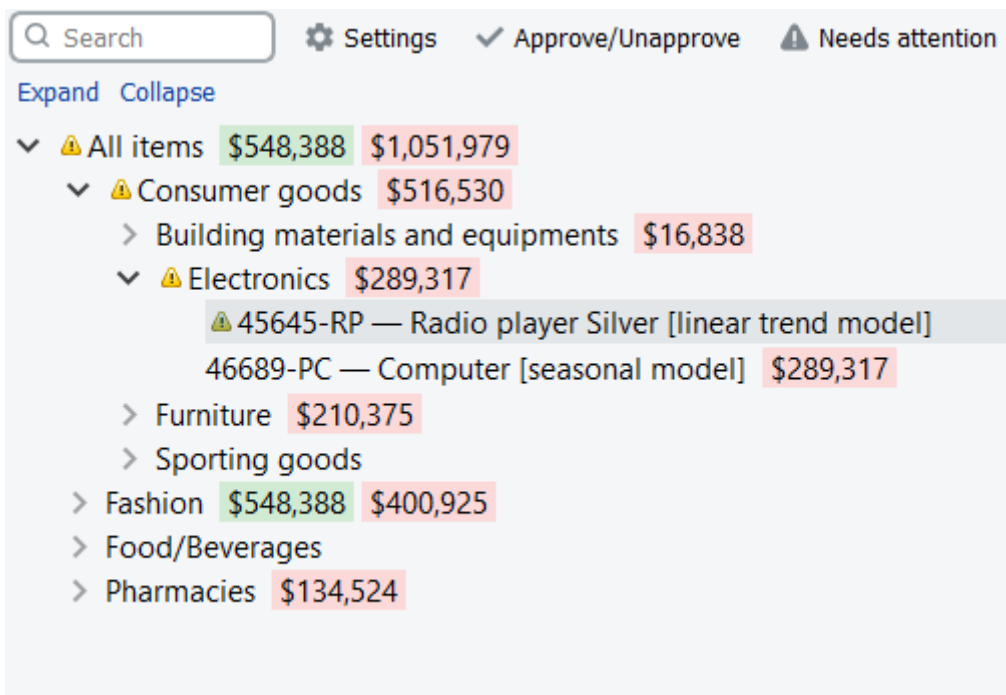 Search Settings Approve/Unapprove Needs attention
Expand Collapse
All items $548,388 $1,051,979
Consumer goods $516,530
Building materials and equipments $16,838
Electronics $289,317
45645-RP — Radio player Silver [linear trend model]
46689-PC — Computer [seasonal model] $289,317
Furniture $210,375
Sporting goods
Fashion $548,388 $400,925
Food/Beverages
Pharmacies $134,524